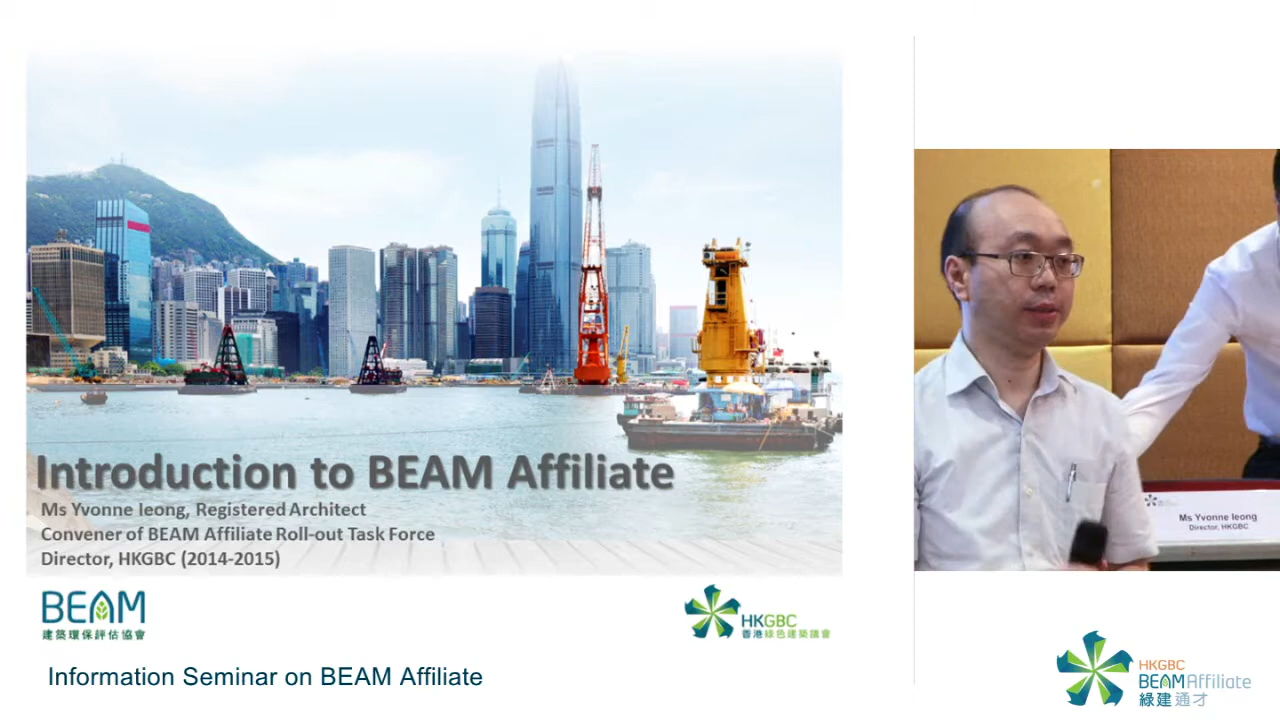 Introduction to BEAM Affiliate
Ms Yvonne Ieong, Registered Architect
Convener of BEAM Affiliate Roll-out Task Force
Director, HKGBC (2014-2015)
BEAM
建築環保評估協會
HKGBC
香港綠色建築議會
Information Seminar on BEAM Affiliate
Ms Yvonne Ieong
Director, HKGBC
HKGBC
BEAMAffiliate
綠建通才